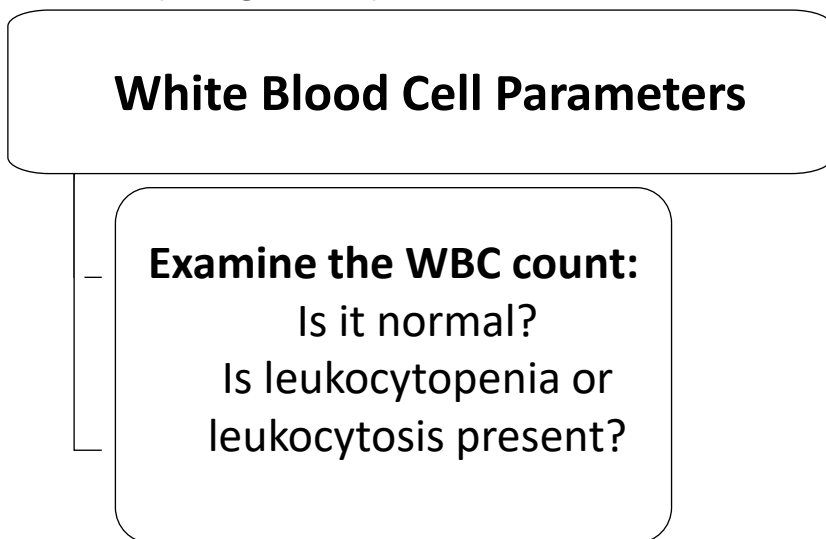 White Blood Cell Parameters
Examine the WBC count:
Is it normal?
Is leukocytopenia or
leukocytosis present?